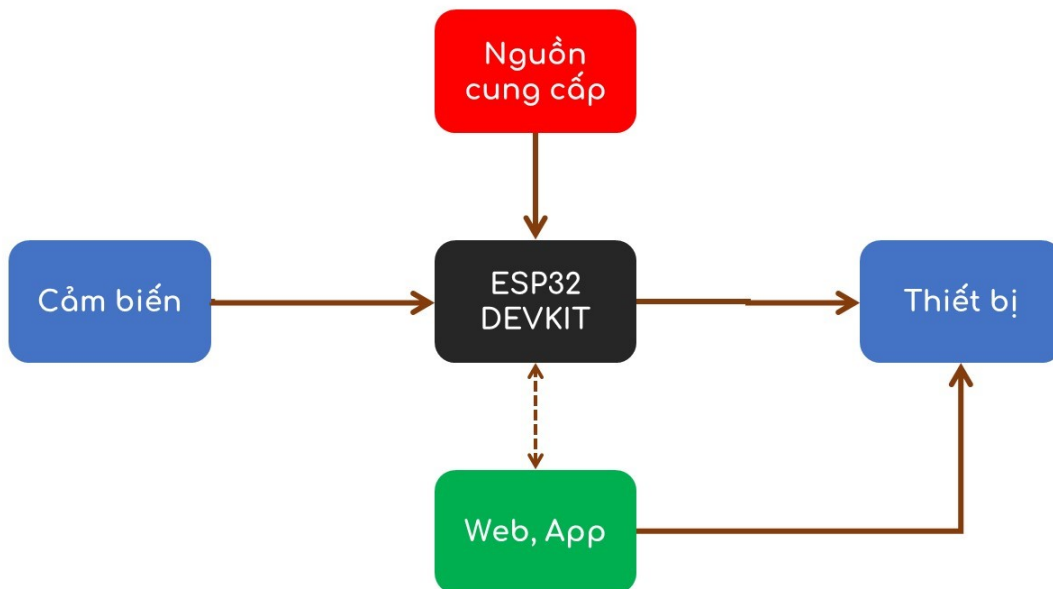 Nguồn
cung cấp
Cảm biến
ESP32
DEVKIT
Thiết bị
Web, App